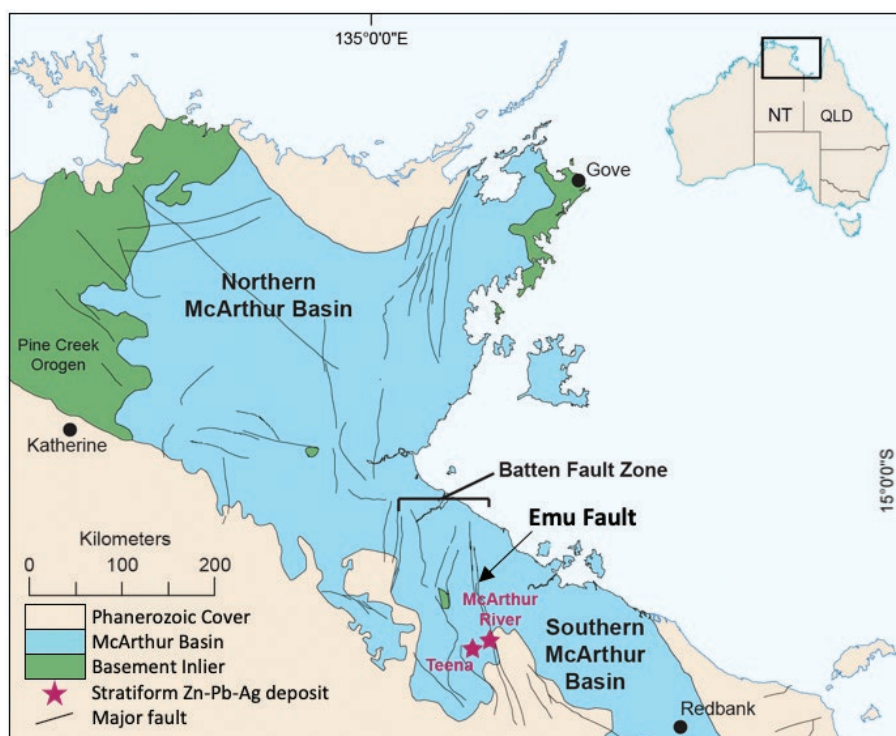 135°0'0"E
NT
QLD
Gove
Northern
McArthur Basin
Pine Creek
Orogen
Katherine
15°0'0"S
Batten Fault Zone
Emu Fault
Kilometers
0 100 200
McArthur
River
Teena
Southern
McArthur
Basin
Redbank
Phanerozoic Cover
McArthur Basin
Basement Inlier
Stratiform Zn-Pb-Ag deposit
Major fault